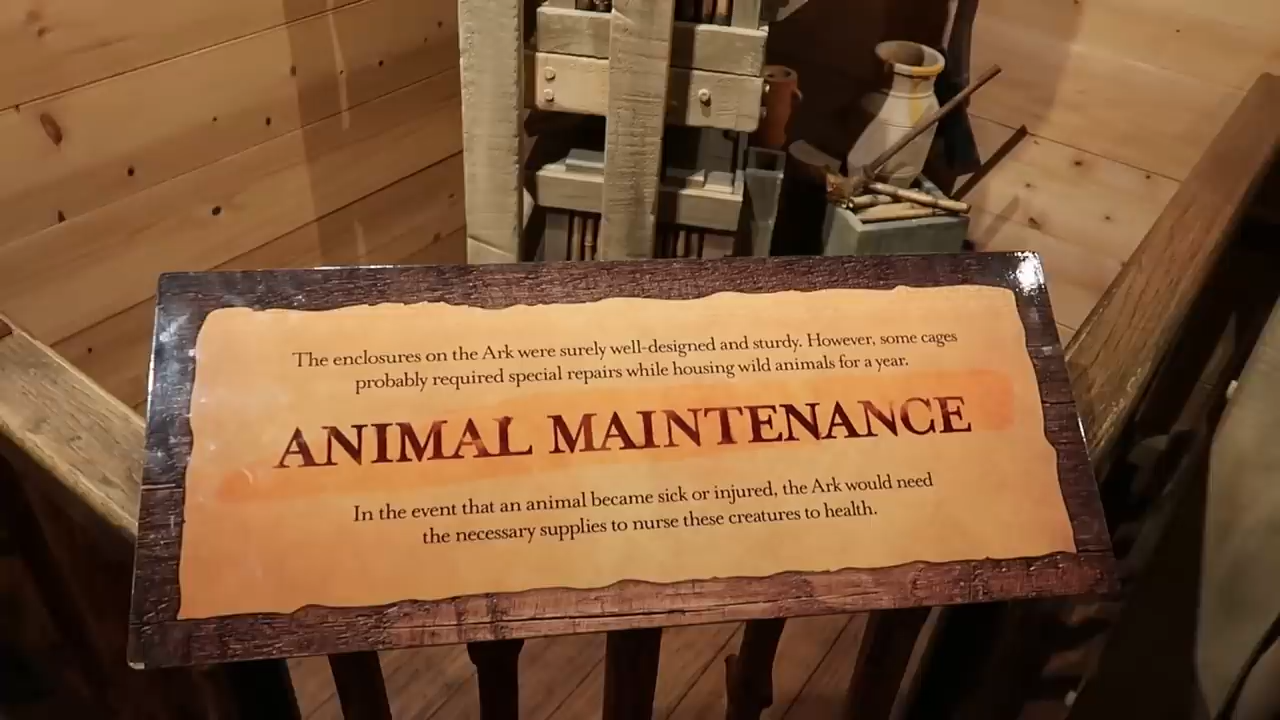 The enclosures on the Ark were surely well-designed and sturdy. However, some cages
probably required special repairs while housing wild animals for a year.
ANIMAL MAINTENANCE
In the event that an animal became sick or injured, the Ark would need
the necessary supplies to nurse these creatures to health.